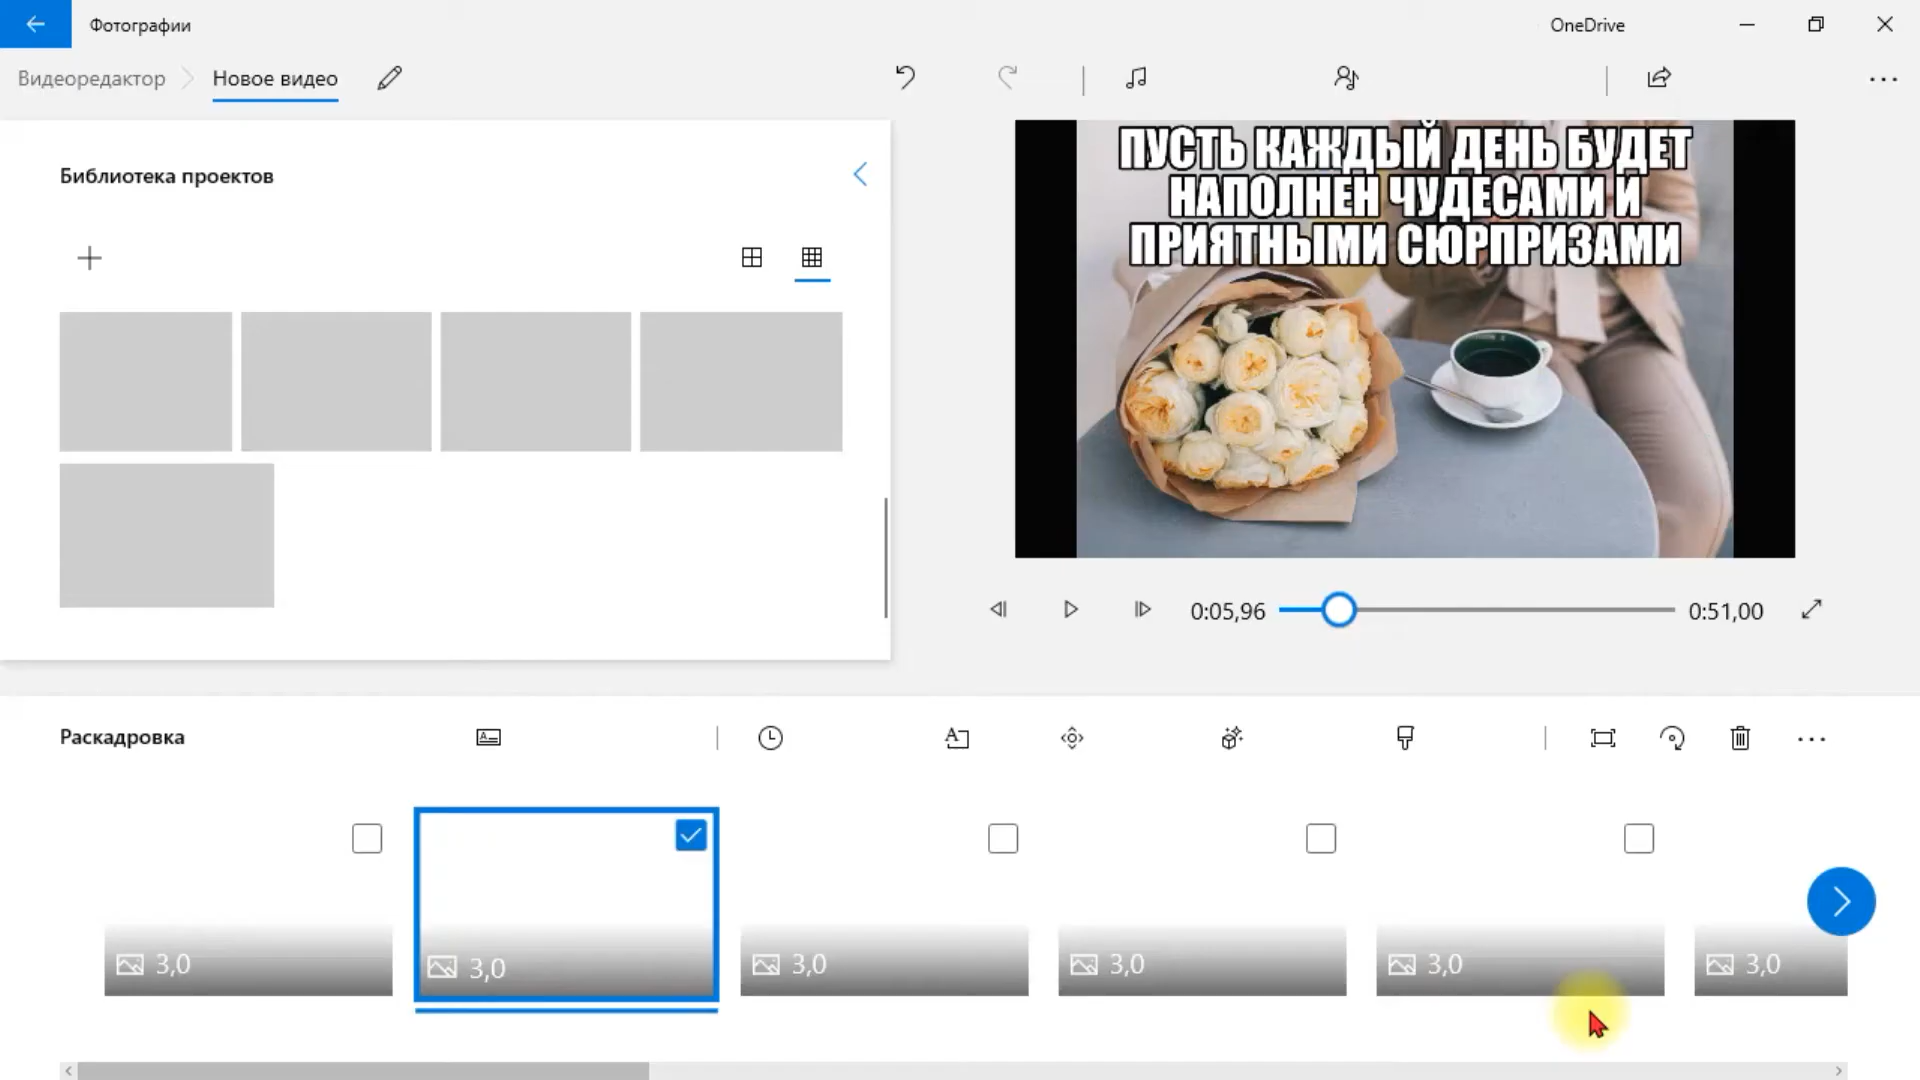 Фотографии
OneDrive
Видеоредактор
Новое видео
Библиотека проектов
ПУСТЬ КАЖДЫЙ ДЕНЬ БУДЕТ
НАПОЛНЕН ЧУДЕСАМИ И
ПРИЯТНЫМИ СЮРПРИЗАМИ
0:05,96
0:51,00
Раскадровка
3,0
3,0
3,0
3,0
3,0
3,0